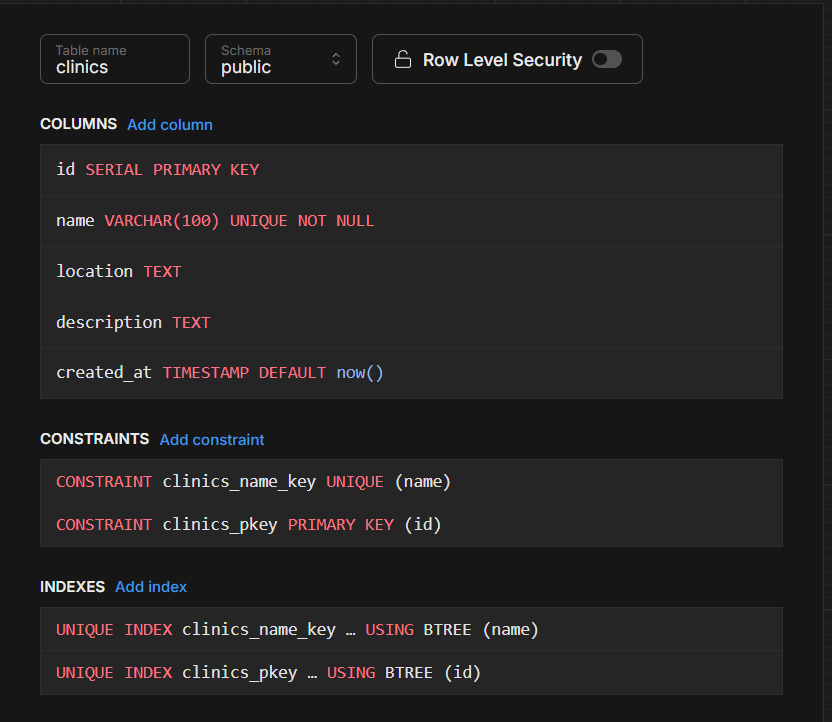 Table name
clinics
Schema
public
Row Level Security
COLUMNS Add column
id SERIAL PRIMARY KEY
name VARCHAR(100) UNIQUE NOT NULL
location TEXT
description TEXT
created_at TIMESTAMP DEFAULT now()
CONSTRAINTS Add constraint
CONSTRAINT clinics_name_key UNIQUE (name)
CONSTRAINT clinics_pkey PRIMARY KEY (id)
INDEXES Add index
UNIQUE INDEX clinics_name_key … USING BTREE (name)
UNIQUE INDEX clinics_pkey … USING BTREE (id)